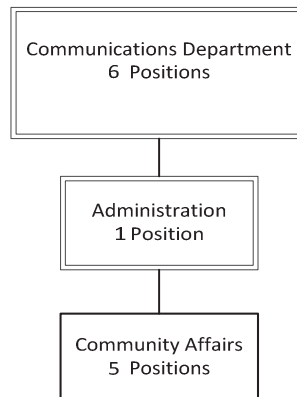 Communications Department
6 Positions
Administration
1 Position
Community Affairs
5 Positions